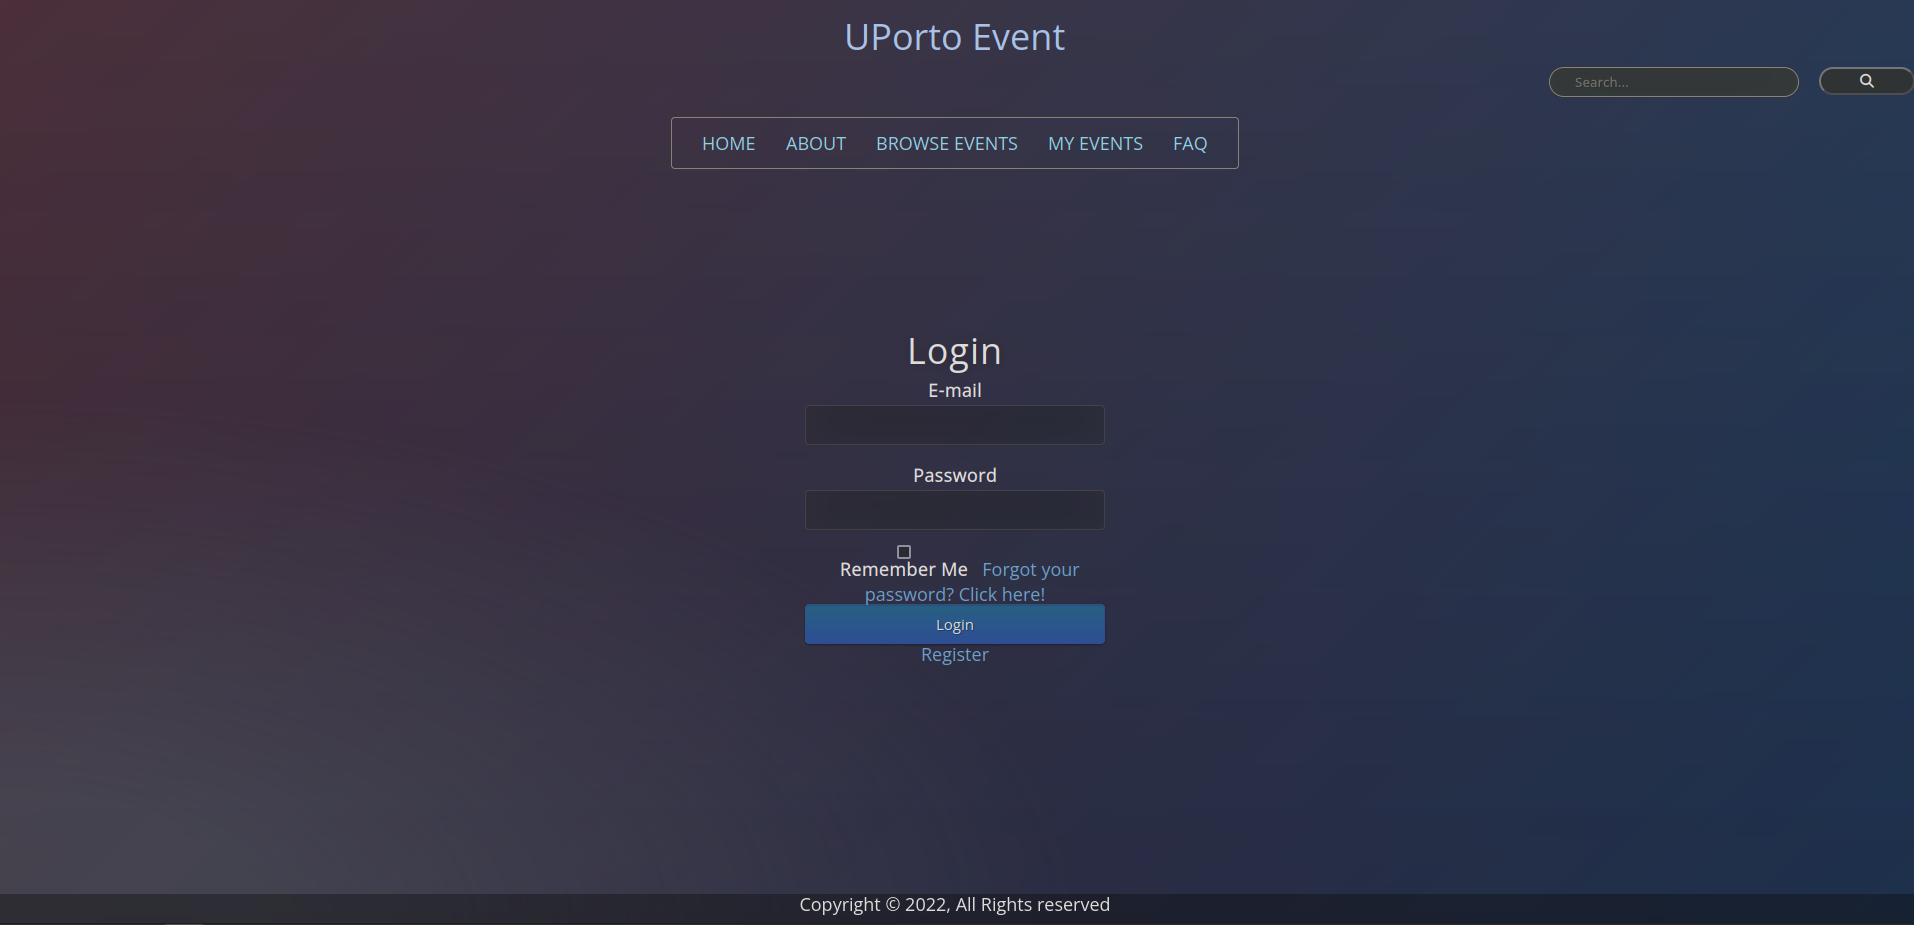 UPorto Event
Search...
HOME ABOUT BROWSE EVENTS MY EVENTS FAQ
Login
E-mail
Password
Remember Me Forgot your
password? Click here!
Login
Register
Copyright © 2022, All Rights reserved